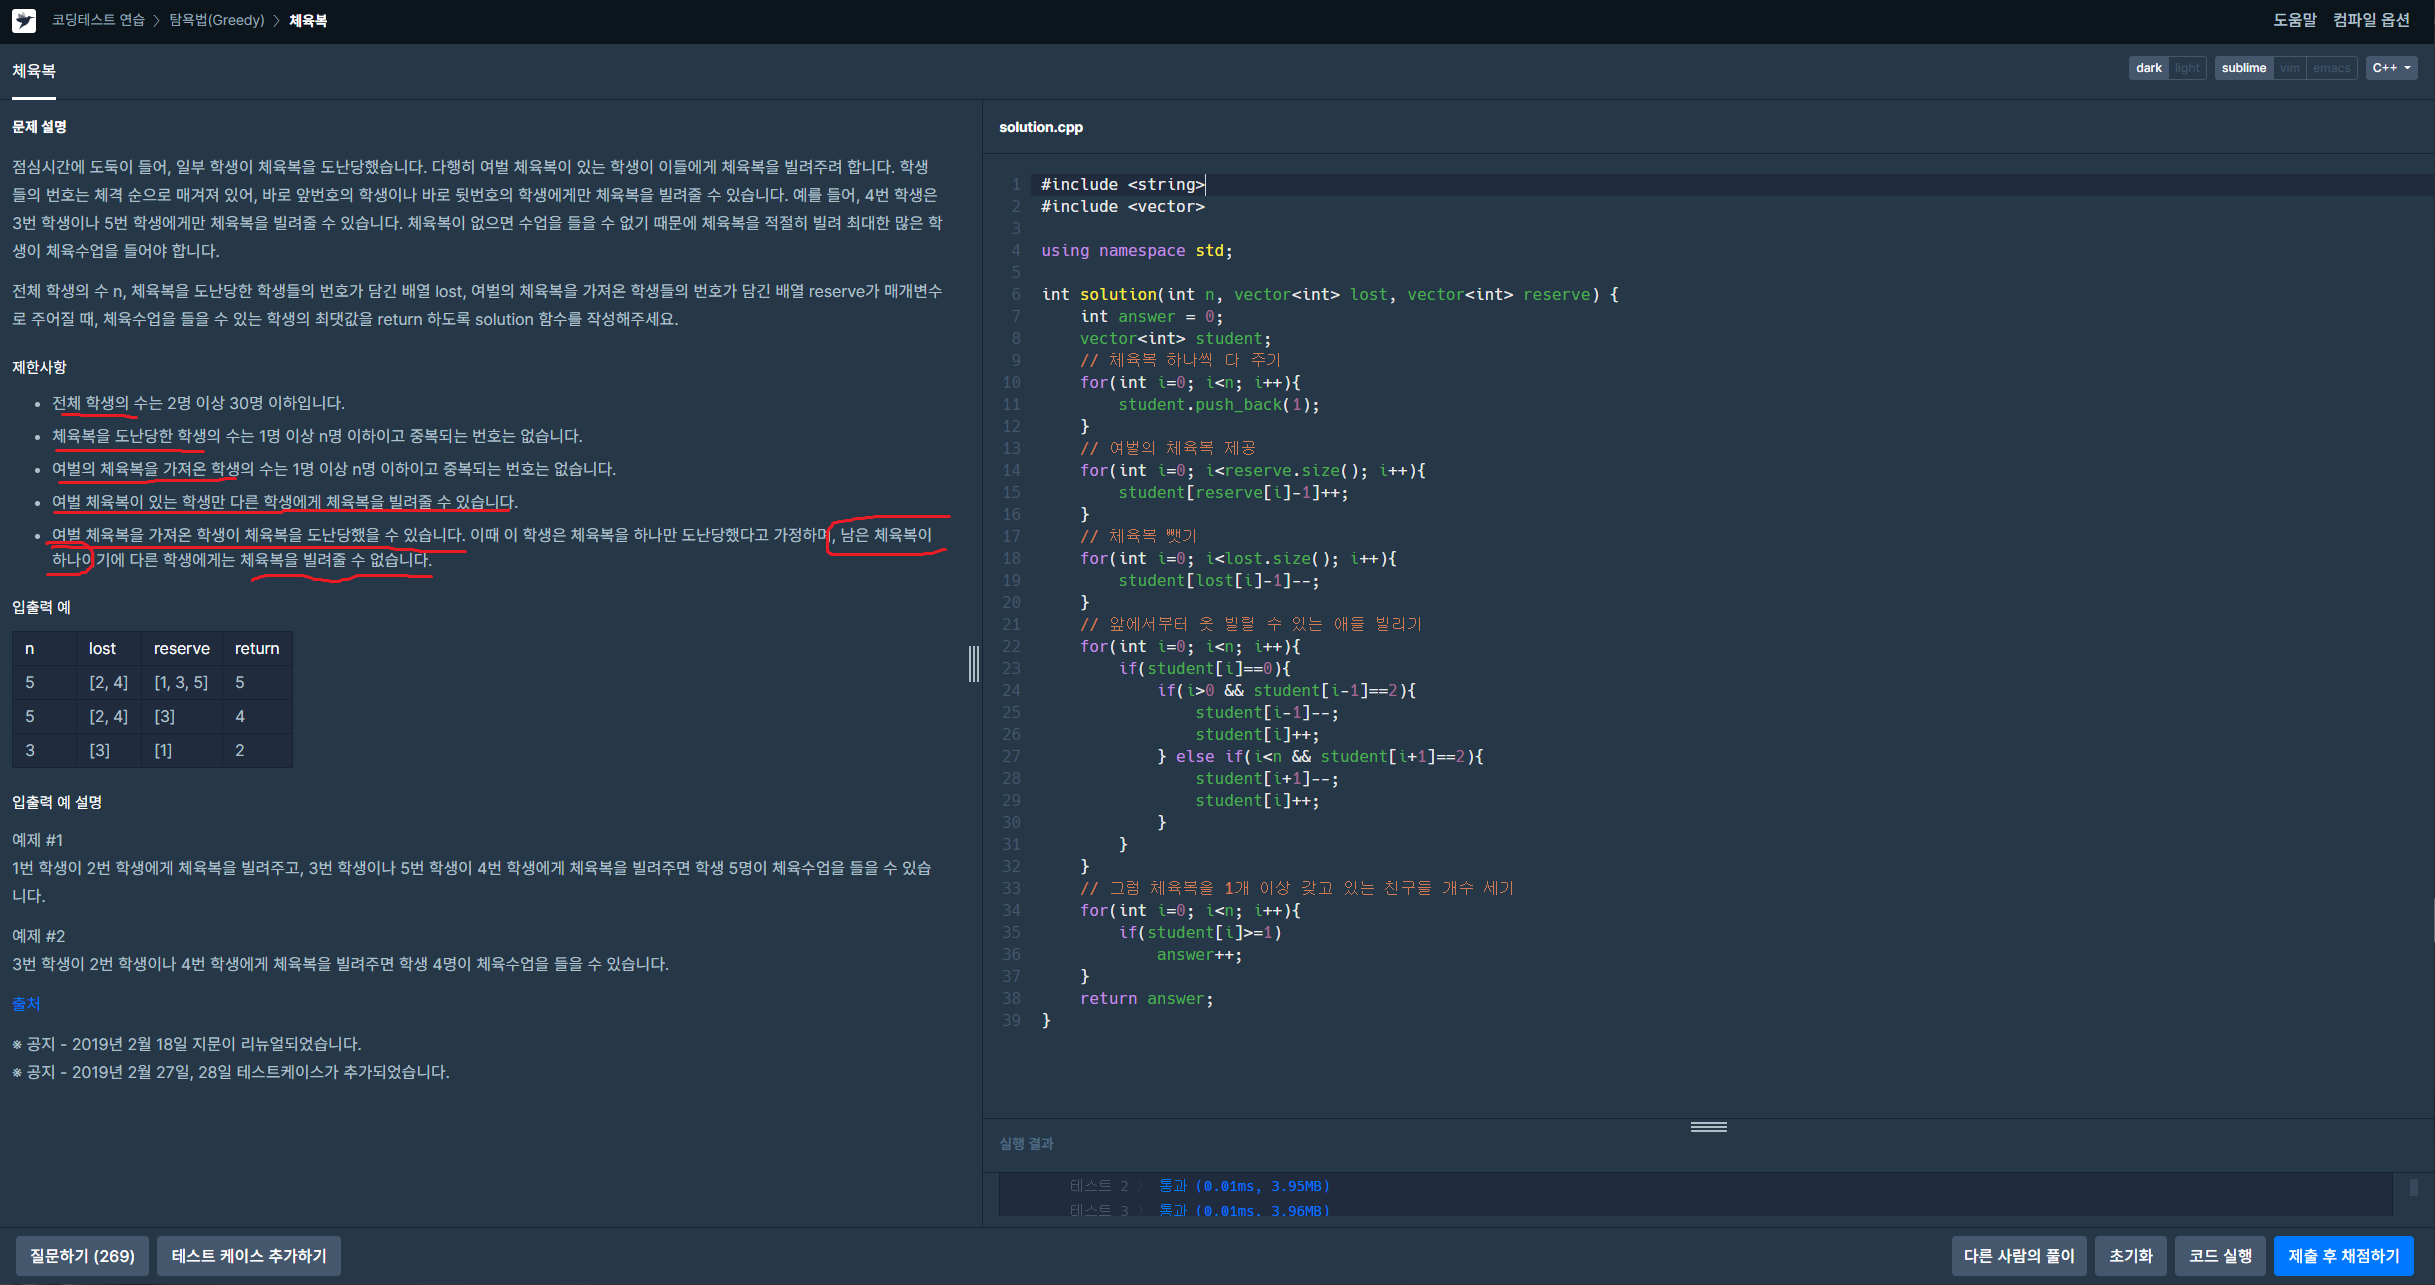 코딩테스트 연습 > 탐욕법(Greedy) > 체육복
도움말 컴파일 옵션
체육복
dark light sublime vim emacs C++
문제 설명
점심시간에 도둑이 들어, 일부 학생이 체육복을 도난당했습니다. 다행히 여벌 체육복이 있는 학생이 이들에게 체육복을 빌려주려 합니다. 학생
들의 번호는 체격 순으로 매겨져 있어, 바로 앞번호의 학생이나 바로 뒷번호의 학생에게만 체육복을 빌려줄 수 있습니다. 예를 들어, 4번 학생은
3번 학생이나 5번 학생에게만 체육복을 빌려줄 수 있습니다. 체육복이 없으면 수업을 들을 수 없기 때문에 체육복을 적절히 빌려 최대한 많은 학
생이 체육수업을 들어야 합니다.
전체 학생의 수 n, 체육복을 도난당한 학생들의 번호가 담긴 배열 lost, 여벌의 체육복을 가져온 학생들의 번호가 담긴 배열 reserve가 매개변수
로 주어질 때, 체육수업을 들을 수 있는 학생의 최댓값을 return 하도록 solution 함수를 작성해주세요.
제한사항
• 전체 학생의 수는 2명 이상 30명 이하입니다.
• 체육복을 도난당한 학생의 수는 1명 이상 n명 이하이고 중복되는 번호는 없습니다.
• 여벌의 체육복을 가져온 학생의 수는 1명 이상 n명 이하이고 중복되는 번호는 없습니다.
• 여벌 체육복이 있는 학생만 다른 학생에게 체육복을 빌려줄 수 있습니다.
• 여벌 체육복을 가져온 학생이 체육복을 도난당했을 수 있습니다. 이때 이 학생은 체육복을 하나만 도난당했다고 가정하며, 남은 체육복이
하나이기에 다른 학생에게는 체육복을 빌려줄 수 없습니다.
입출력 예
n lost reserve return
5 [2, 4] [1, 3, 5] 5
5 [2, 4] [3] 4
3 [3] [1] 2
입출력 예 설명
예제 #1
1번 학생이 2번 학생에게 체육복을 빌려주고, 3번 학생이나 5번 학생이 4번 학생에게 체육복을 빌려주면 학생 5명이 체육수업을 들을 수 있습
니다.
예제 #2
3번 학생이 2번 학생이나 4번 학생에게 체육복을 빌려주면 학생 4명이 체육수업을 들을 수 있습니다.
출처
※ 공지 - 2019년 2월 18일 지문이 리뉴얼되었습니다.
※ 공지 - 2019년 2월 27일, 28일 테스트케이스가 추가되었습니다.
solution.cpp
1 #include <string>
2 #include <vector>
3
4 using namespace std;
5
6 int solution(int n, vector<int> lost, vector<int> reserve) {
7     int answer = 0;
8     vector<int> student;
9     // 체육복 하나씩 다 주기
10     for(int i=0; i<n; i++){
11         student.push_back(1);
12     }
13     // 여벌의 체육복 제공
14     for(int i=0; i<reserve.size(); i++){
15         student[reserve[i]-1]++;
16     }
17     // 체육복 뺏기
18     for(int i=0; i<lost.size(); i++){
19         student[lost[i]-1]--;
20     }
21     // 앞에서부터 옷 빌릴 수 있는 애들 빌리기
22     for(int i=0; i<n; i++){
23         if(student[i]==0){
24             if(i>0 && student[i-1]==2){
25                 student[i-1]--;
26                 student[i]++;
27             } else if(i<n && student[i+1]==2){
28                 student[i+1]--;
29                 student[i]++;
30             }
31         }
32     }
33     // 그럼 체육복을 1개 이상 갖고 있는 친구들 개수 세기
34     for(int i=0; i<n; i++){
35         if(student[i]>=1)
36             answer++;
37     }
38     return answer;
39 }
실행 결과
테스트 2 〉 통과 (0.01ms, 3.95MB)
테스트 3 〉 통과 (0.01ms, 3.96MB)
질문하기 (269) 테스트 케이스 추가하기 다른 사람의 풀이 초기화 코드 실행 제출 후 채점하기